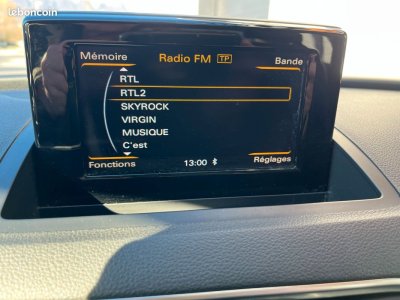 leboncoin
Mémoire Radio FM TP Bande
RTL
RTL2
SKYROCK
VIRGIN
MUSIQUE
C'est
Fonctions 13:00 Réglages